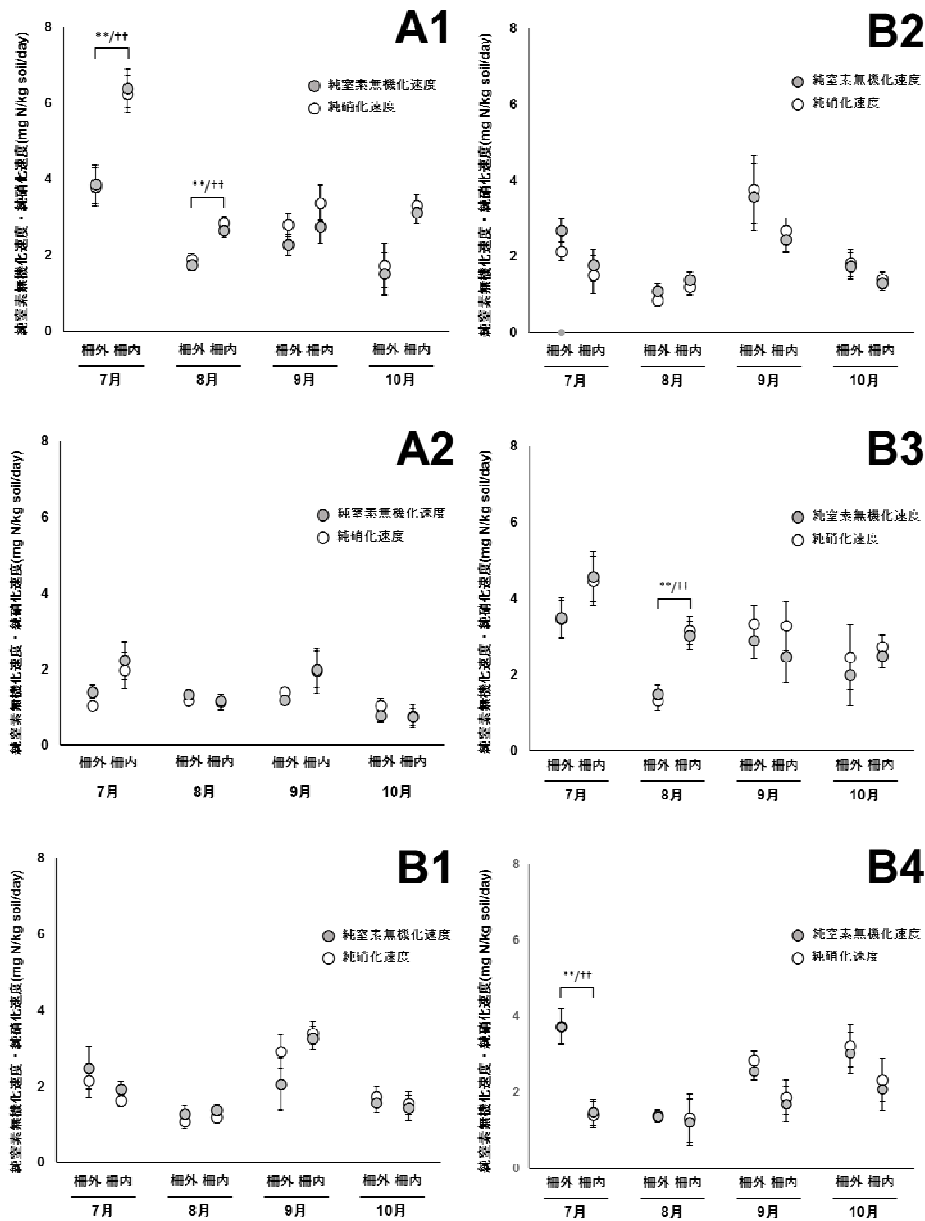 純窒素無機化速度・純硝化速度(mg N/kg soil/day)
A1
8
**/††
純窒素無機化速度
純硝化速度
6
4
**/††
2
0
柵外 柵内 柵外 柵内 柵外 柵内 柵外 柵内
7月 8月 9月 10月
純窒素無機化速度・純硝化速度(mg N/kg soil/day)
B2
8
純窒素無機化速度
純硝化速度
6
4
2
0
柵外 柵内 柵外 柵内 柵外 柵内 柵外 柵内
7月 8月 9月 10月
純窒素無機化速度・純硝化速度(mg N/kg soil/day)
A2
8
純窒素無機化速度
純硝化速度
6
4
2
0
柵外 柵内 柵外 柵内 柵外 柵内 柵外 柵内
7月 8月 9月 10月
純窒素無機化速度・純硝化速度(mg N/kg soil/day)
B3
8
純窒素無機化速度
純硝化速度
6
**/††
4
2
0
柵外 柵内 柵外 柵内 柵外 柵内 柵外 柵内
7月 8月 9月 10月
純窒素無機化速度・純硝化速度(mg N/kg soil/day)
B1
8
純窒素無機化速度
純硝化速度
6
4
2
0
柵外 柵内 柵外 柵内 柵外 柵内 柵外 柵内
7月 8月 9月 10月
純窒素無機化速度・純硝化速度(mg N/kg soil/day)
B4
8
純窒素無機化速度
純硝化速度
6
**/††
4
2
0
柵外 柵内 柵外 柵内 柵外 柵内 柵外 柵内
7月 8月 9月 10月